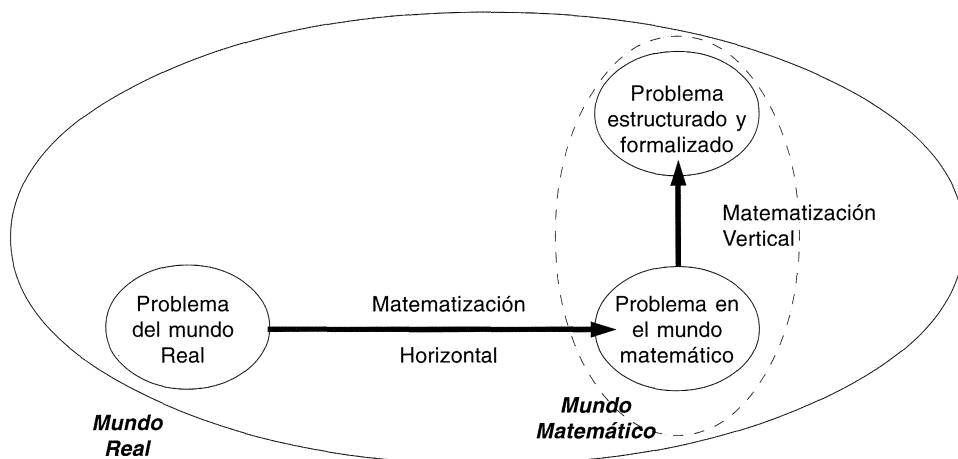 Problema
estructurado y
formalizado
Matematización
Vertical
Problema
del mundo
Real
Matematización
Horizontal
Problema en
el mundo
matemático
Mundo
Matemático
Mundo
Real